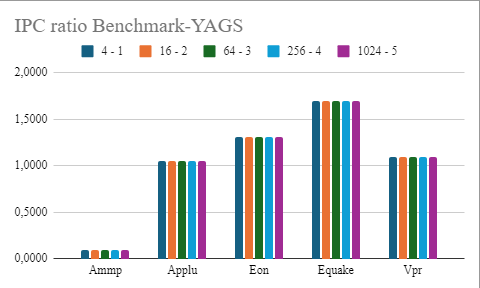 IPC ratio Benchmark-YAGS
4 - 1 16 - 2 64 - 3 256 - 4 1024 - 5
2,0000
1,5000
1,0000
0,5000
0,0000
Ammp Applu Eon Equake Vpr